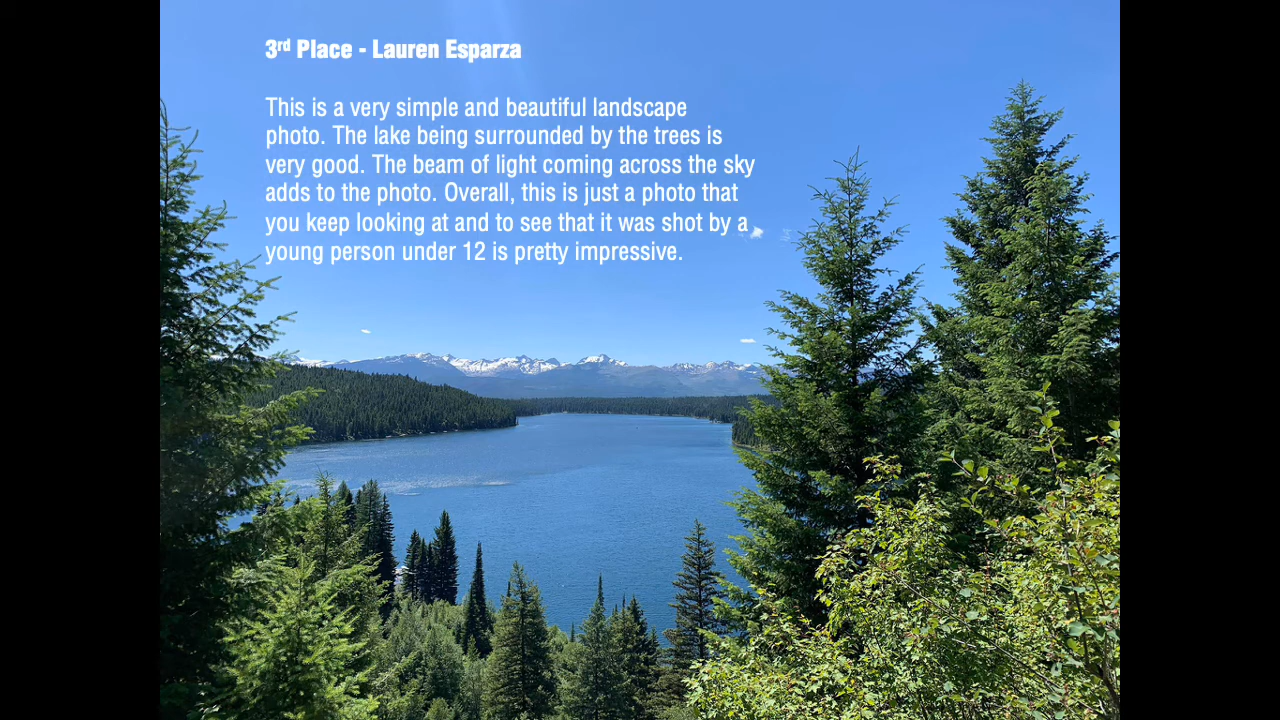 3rd Place - Lauren Esparza
This is a very simple and beautiful landscape
photo. The lake being surrounded by the trees is
very good. The beam of light coming across the sky
adds to the photo. Overall, this is just a photo that
you keep looking at and to see that it was shot by a
young person under 12 is pretty impressive.